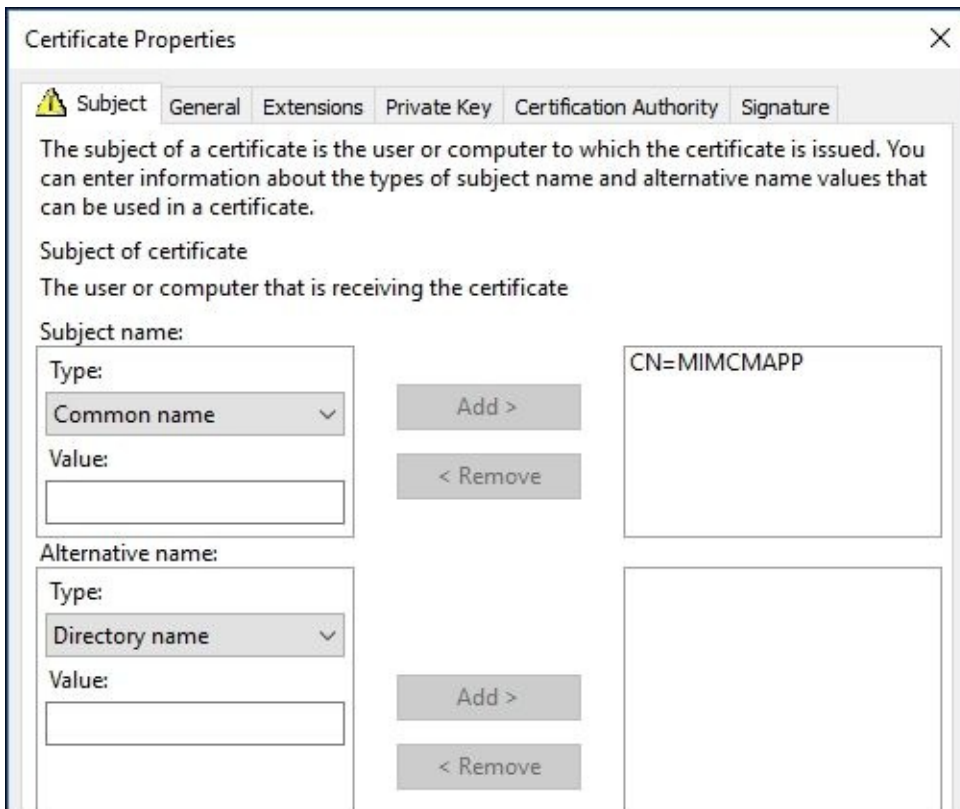 Certificate Properties
Subject General Extensions Private Key Certification Authority Signature
The subject of a certificate is the user or computer to which the certificate is issued. You
can enter information about the types of subject name and alternative name values that
can be used in a certificate.
Subject of certificate
The user or computer that is receiving the certificate
Subject name:
Type:
Common name
Value:
Add >
< Remove
CN=MIMCMAPP
Alternative name:
Type:
Directory name
Value:
Add >
< Remove